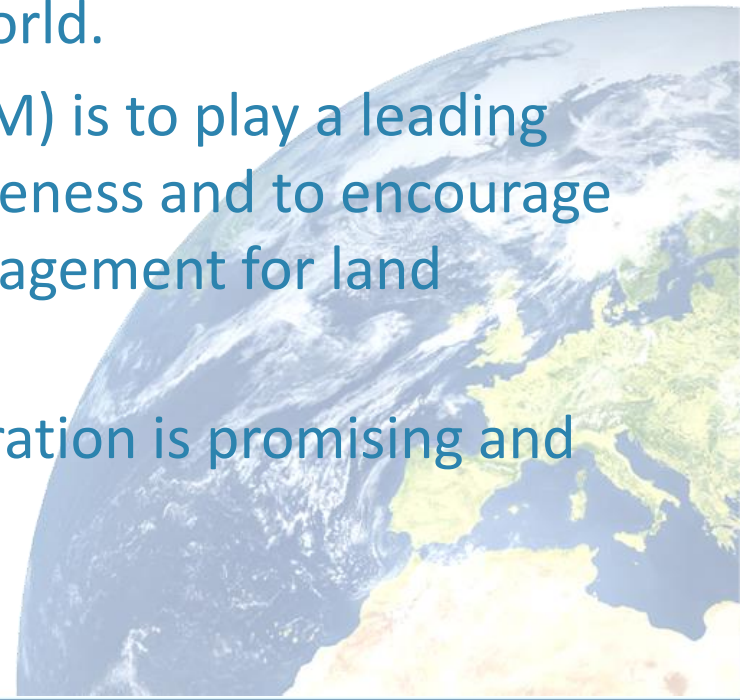 orld.
M) is to play a leading
eness and to encourage
agement for land
ration is promising and